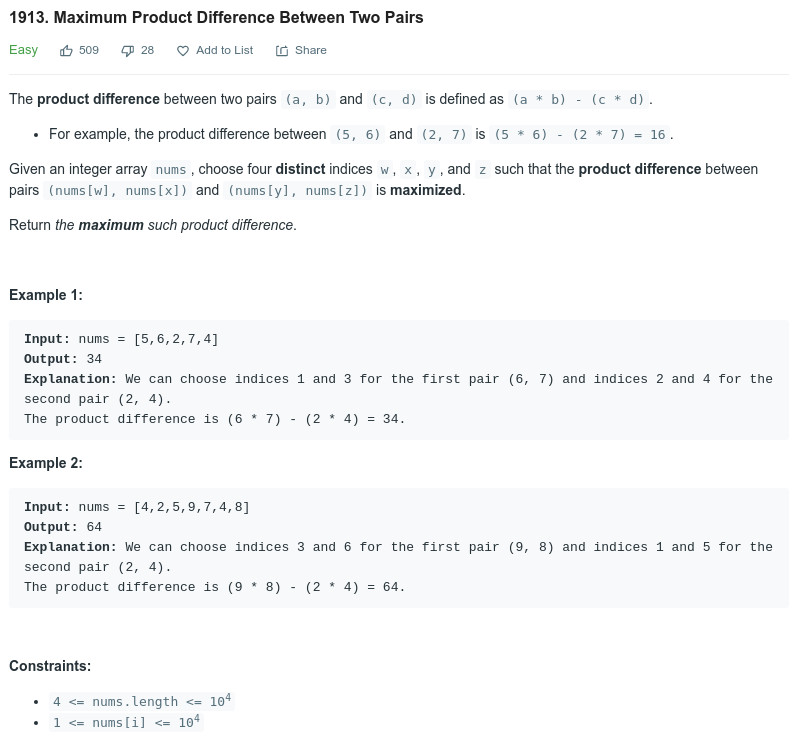 1913. Maximum Product Difference Between Two Pairs
Easy 509 28 Add to List Share
The product difference between two pairs (a, b) and (c, d) is defined as (a * b) - (c * d).
• For example, the product difference between (5, 6) and (2, 7) is (5 * 6) - (2 * 7) = 16.
Given an integer array nums, choose four distinct indices w, x, y, and z such that the product difference between
pairs (nums[w], nums[x]) and (nums[y], nums[z]) is maximized.
Return the maximum such product difference.
Example 1:
Input: nums = [5,6,2,7,4]
Output: 34
Explanation: We can choose indices 1 and 3 for the first pair (6, 7) and indices 2 and 4 for the
second pair (2, 4).
The product difference is (6 * 7) - (2 * 4) = 34.
Example 2:
Input: nums = [4,2,5,9,7,4,8]
Output: 64
Explanation: We can choose indices 3 and 6 for the first pair (9, 8) and indices 1 and 5 for the
second pair (2, 4).
The product difference is (9 * 8) - (2 * 4) = 64.
Constraints:
• 4 <= nums.length <= 10⁴
• 1 <= nums[i] <= 10⁴